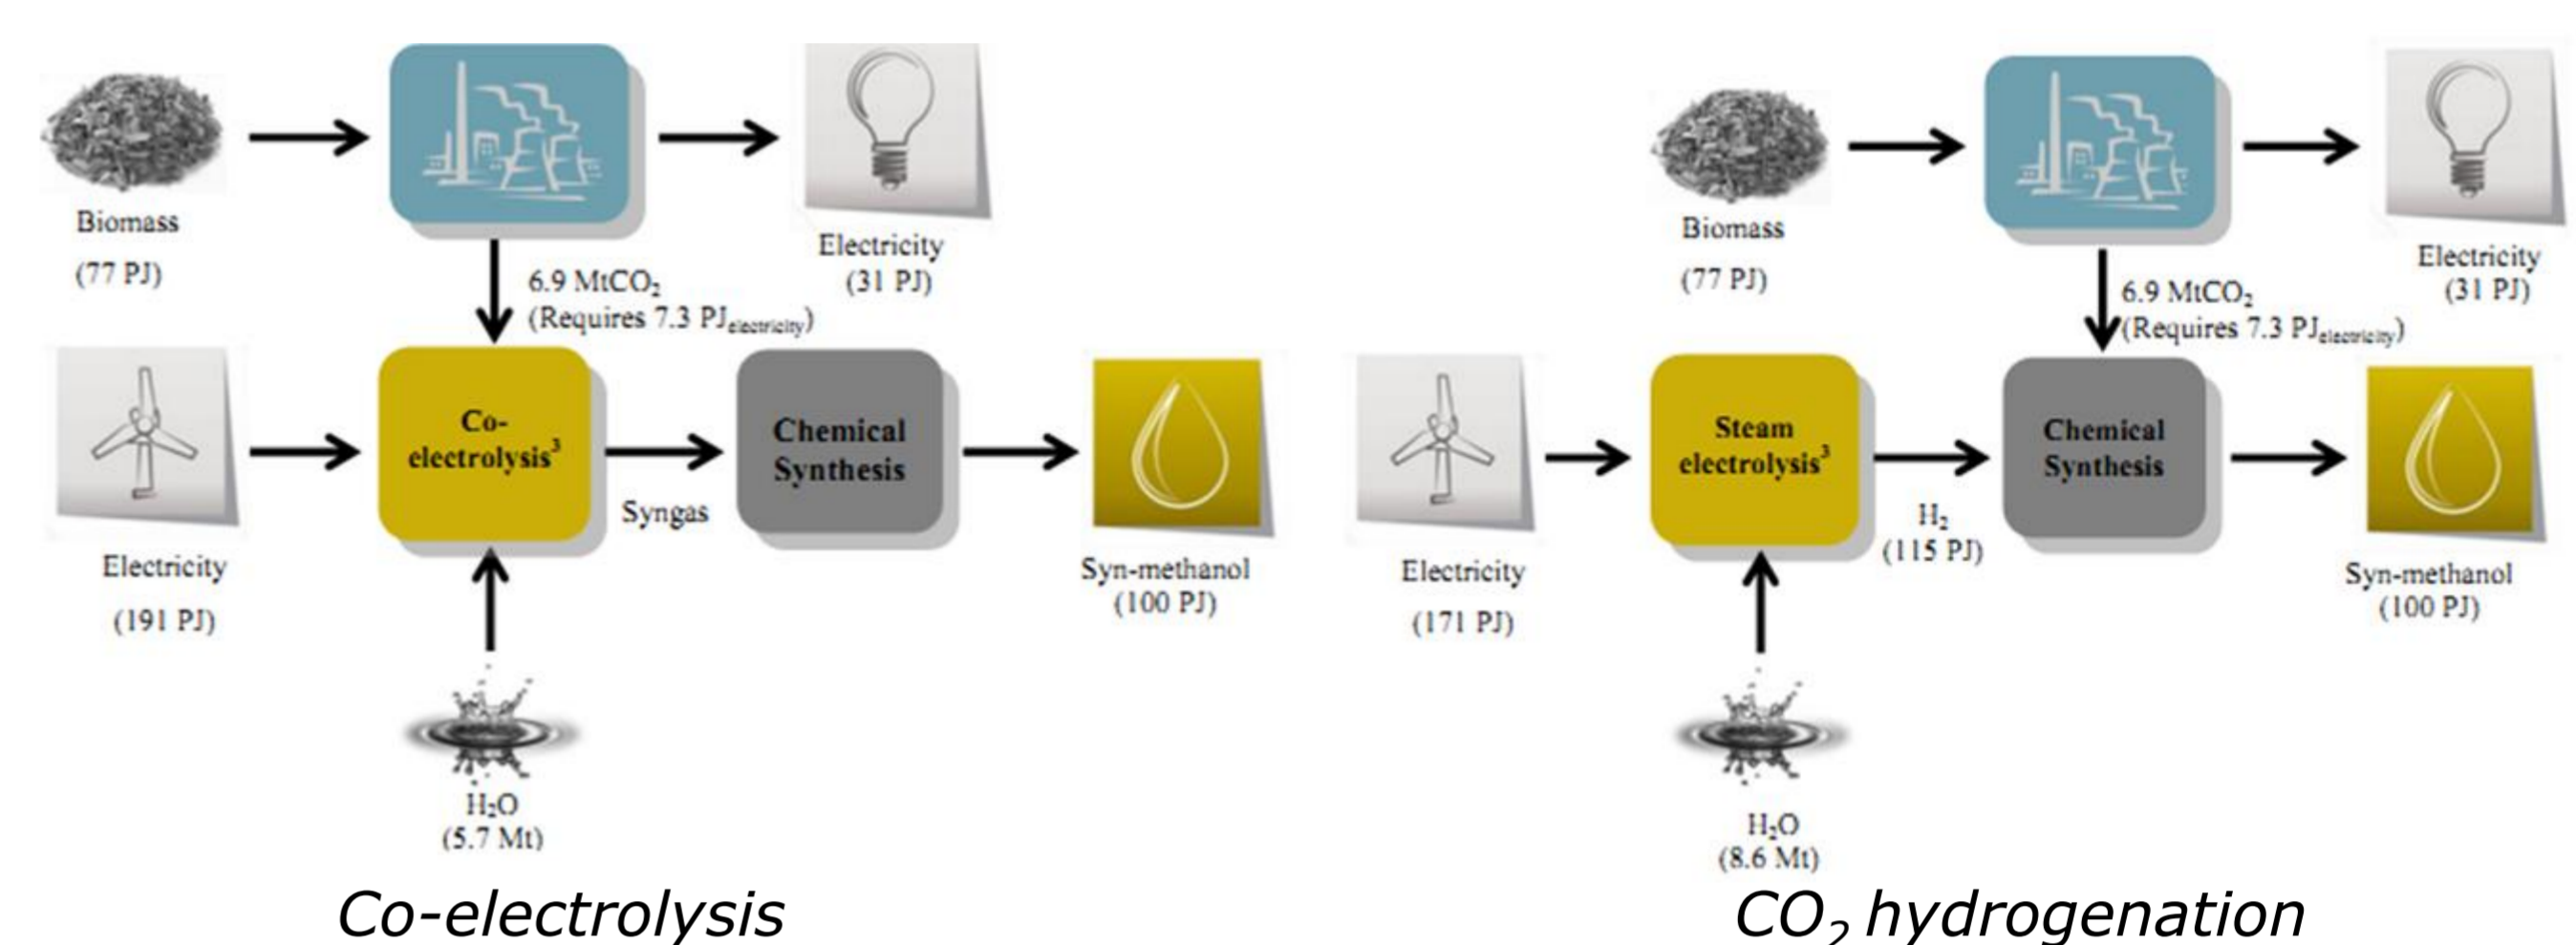 Biomass
(77 PJ)
Electricity
(31 PJ)
6.9 MtCO₂
(Requires 7.3 PJelectricity)
Electricity
(191 PJ)
Co-
electrolysis³
Syngas
Chemical
Synthesis
Syn-methanol
(100 PJ)
H₂O
(5.7 Mt)
Co-electrolysis
Biomass
(77 PJ)
Electricity
(31 PJ)
6.9 MtCO₂
(Requires 7.3 PJelectricity)
Electricity
(171 PJ)
Steam
electrolysis³
H₂
(115 PJ)
Chemical
Synthesis
Syn-methanol
(100 PJ)
H₂O
(8.6 Mt)
CO₂ hydrogenation